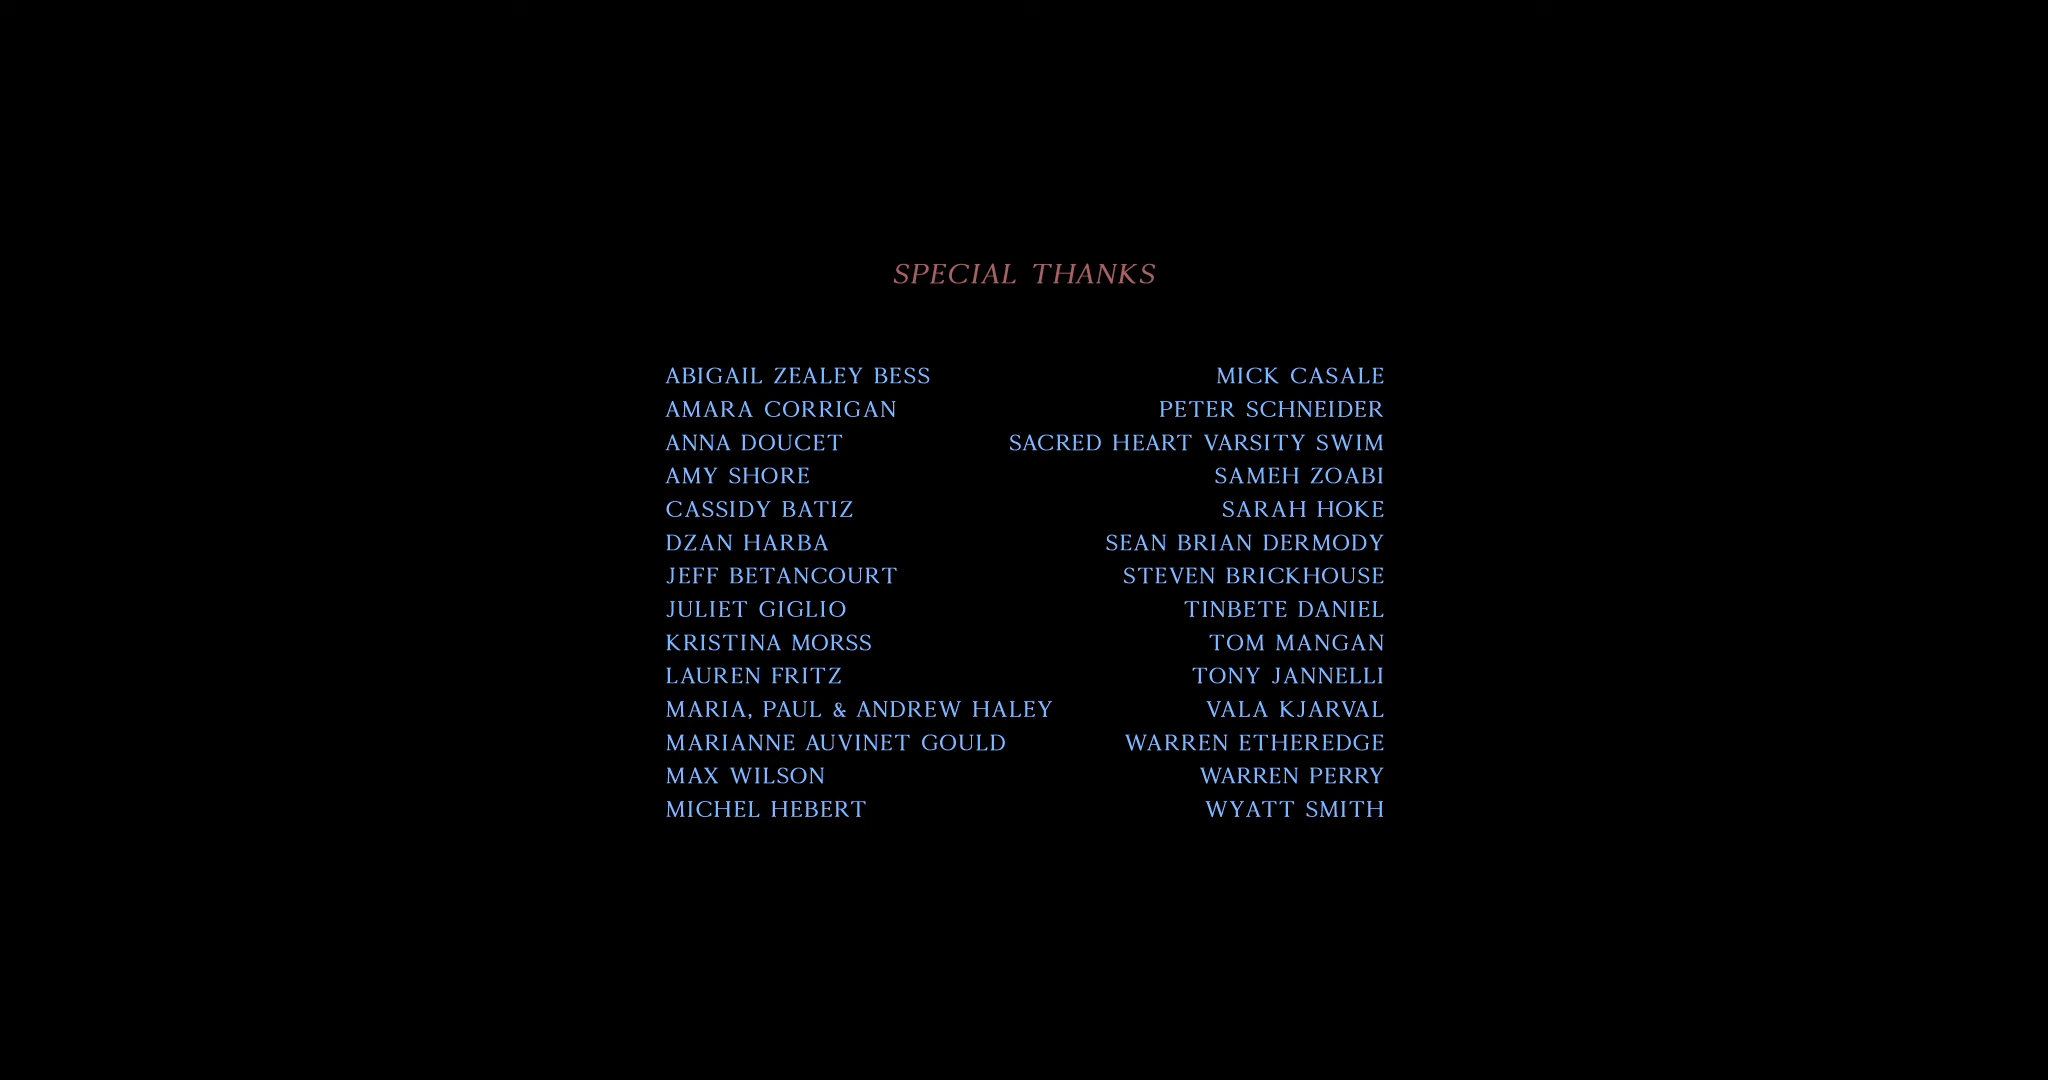 SPECIAL THANKS
ABIGAIL ZEALEY BESS
AMARA CORRIGAN
ANNA DOUCET
AMY SHORE
CASSIDY BATIZ
DZAN HARBA
JEFF BETANCOURT
JULIET GIGLIO
KRISTINA MORSS
LAUREN FRITZ
MARIA, PAUL & ANDREW HALEY
MARIANNE AUVINET GOULD
MAX WILSON
MICHEL HEBERT
MICK CASALE
PETER SCHNEIDER
SACRED HEART VARSITY SWIM
SAMEH ZOABI
SARAH HOKE
SEAN BRIAN DERMODY
STEVEN BRICKHOUSE
TINBETE DANIEL
TOM MANGAN
TONY JANNELLI
VALA KJARVAL
WARREN ETHEREDGE
WARREN PERRY
WYATT SMITH